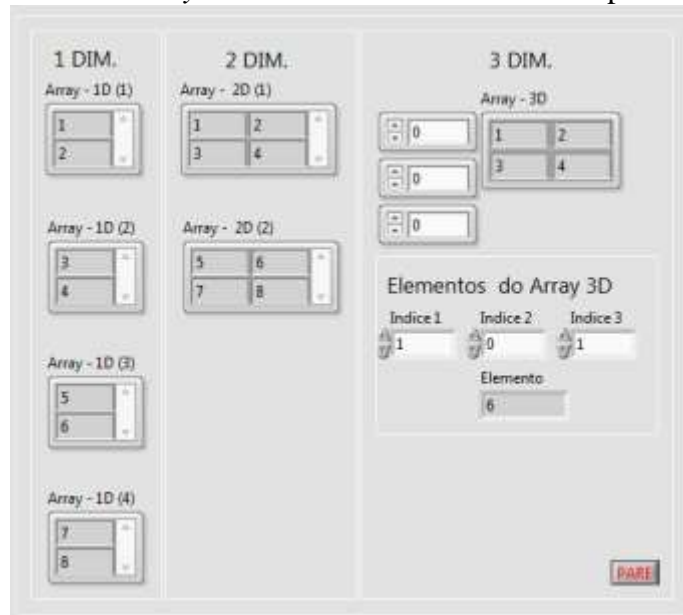 1 DIM.
Array - 1D (1)
1
2
Array - 1D (2)
3
4
Array - 1D (3)
5
6
Array - 1D (4)
7
8
2 DIM.
Array - 2D (1)
1 2
3 4
Array - 2D (2)
5 6
7 8
3 DIM.
Array - 3D
0
0
0
1 2
3 4
Elementos do Array 3D
Indice 1 Indice 2 Indice 3
1 0 1
Elemento
6
PARE